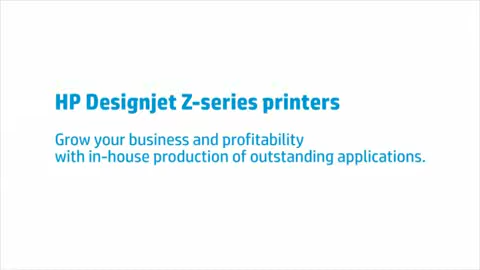 HP Designjet Z-series printers
Grow your business and profitability
with in-house production of outstanding applications.